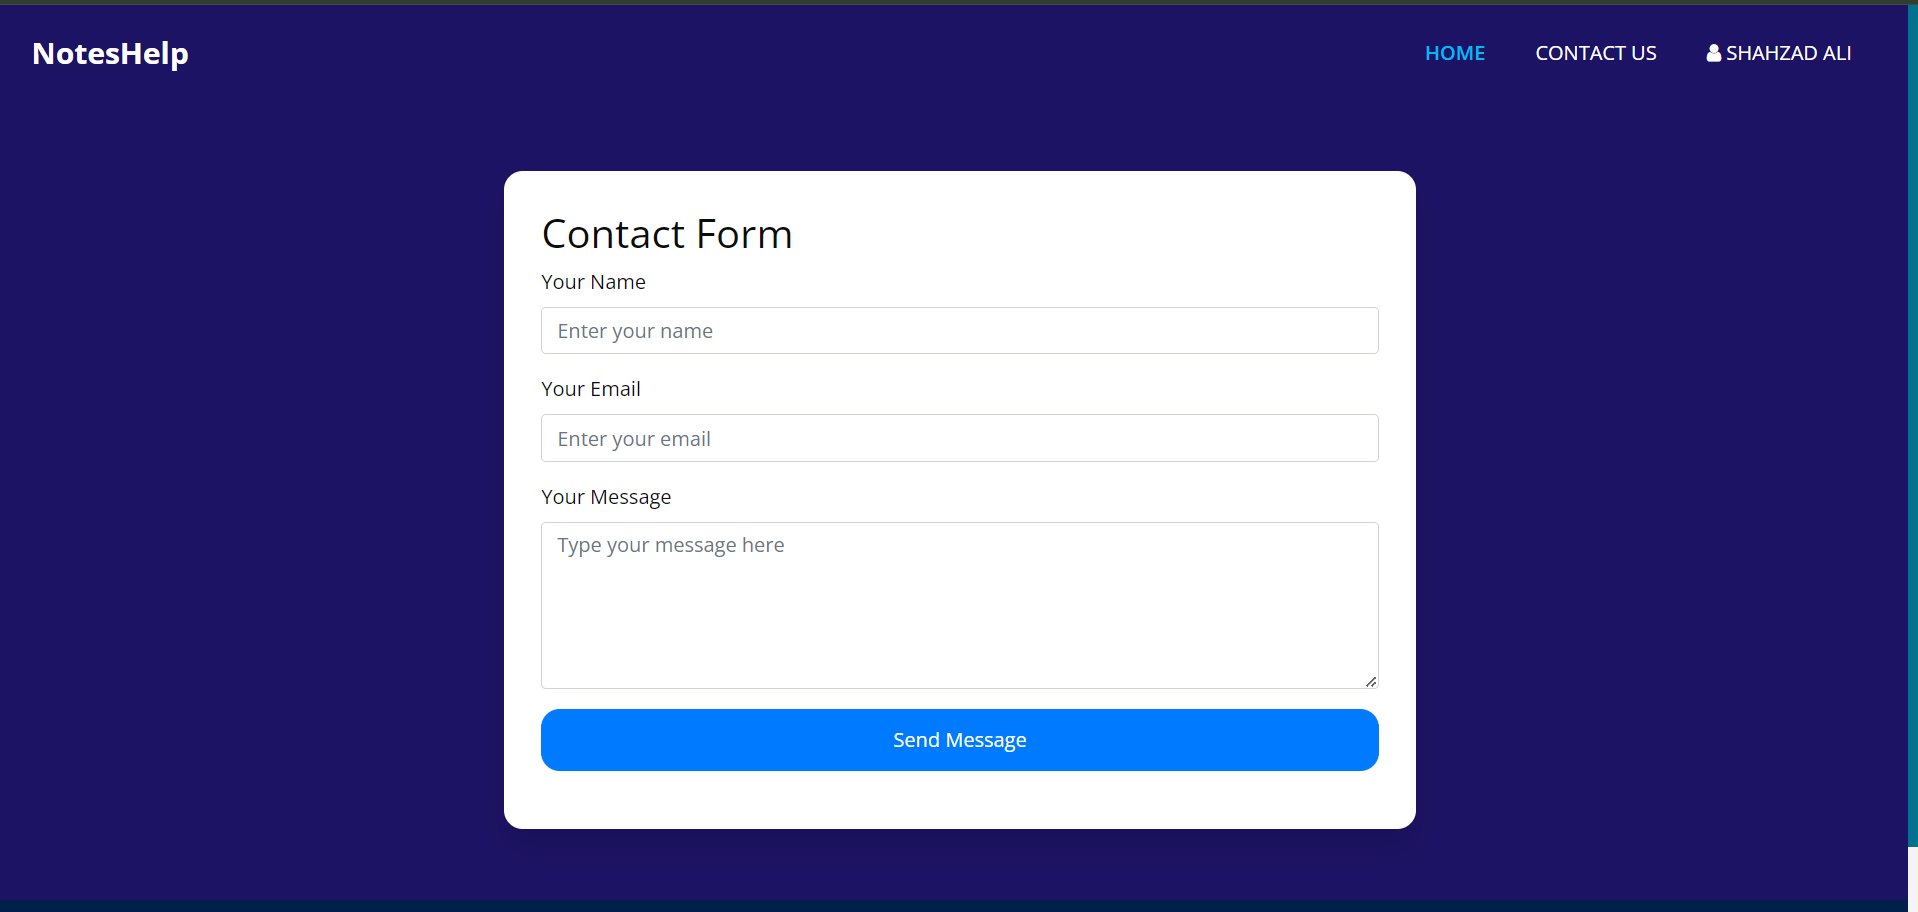 NotesHelp
HOME CONTACT US SHAHZAD ALI
Contact Form
Your Name
Enter your name
Your Email
Enter your email
Your Message
Type your message here
Send Message